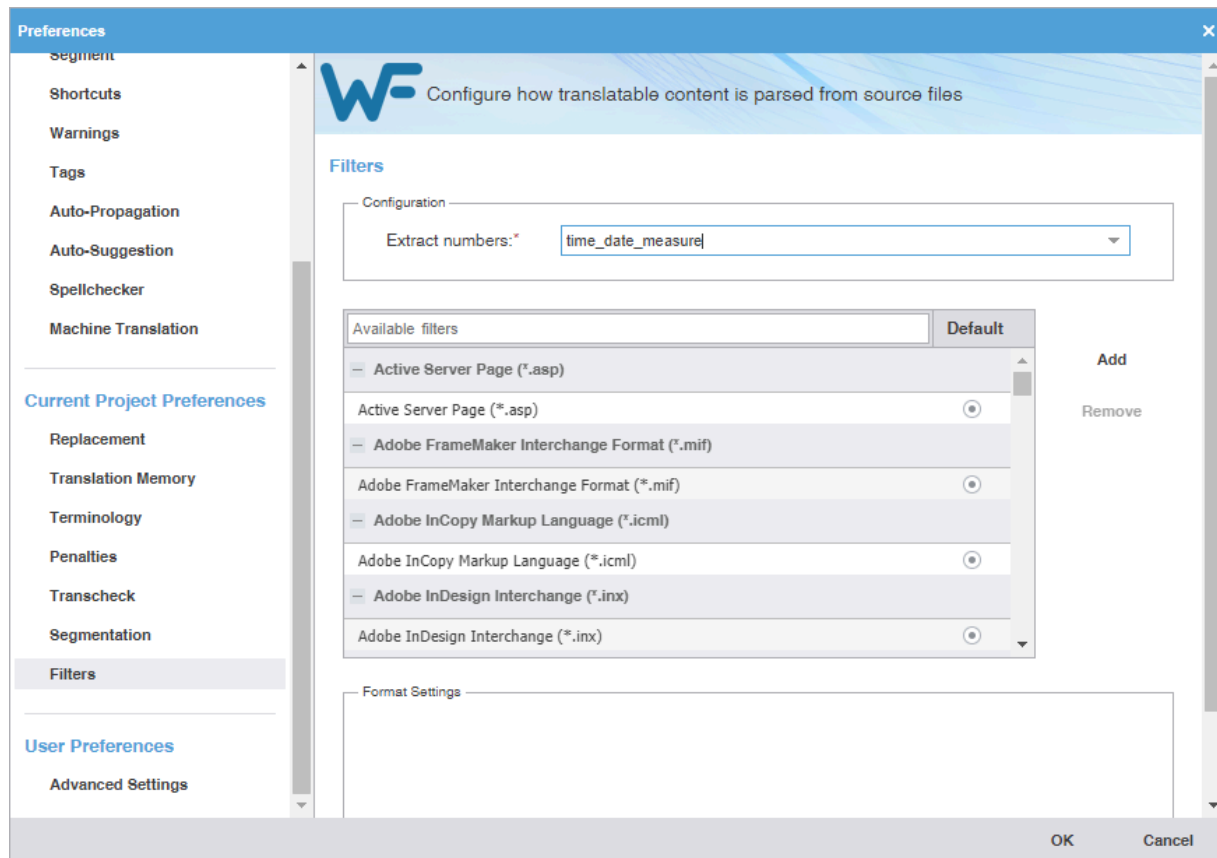 Preferences
Segment
Shortcuts
Warnings
Tags
Auto-Propagation
Auto-Suggestion
Spellchecker
Machine Translation
Current Project Preferences
Replacement
Translation Memory
Terminology
Penalties
Transcheck
Segmentation
Filters
User Preferences
Advanced Settings
WF Configure how translatable content is parsed from source files
Filters
Configuration
Extract numbers:* time_date_measure
Available filters Default
Active Server Page (*.asp)
Active Server Page (*.asp)
Adobe FrameMaker Interchange Format (*.mif)
Adobe FrameMaker Interchange Format (*.mif)
Adobe InCopy Markup Language (*.icml)
Adobe InCopy Markup Language (*.icml)
Adobe InDesign Interchange (*.inx)
Adobe InDesign Interchange (*.inx)
Add
Remove
Format Settings
OK Cancel